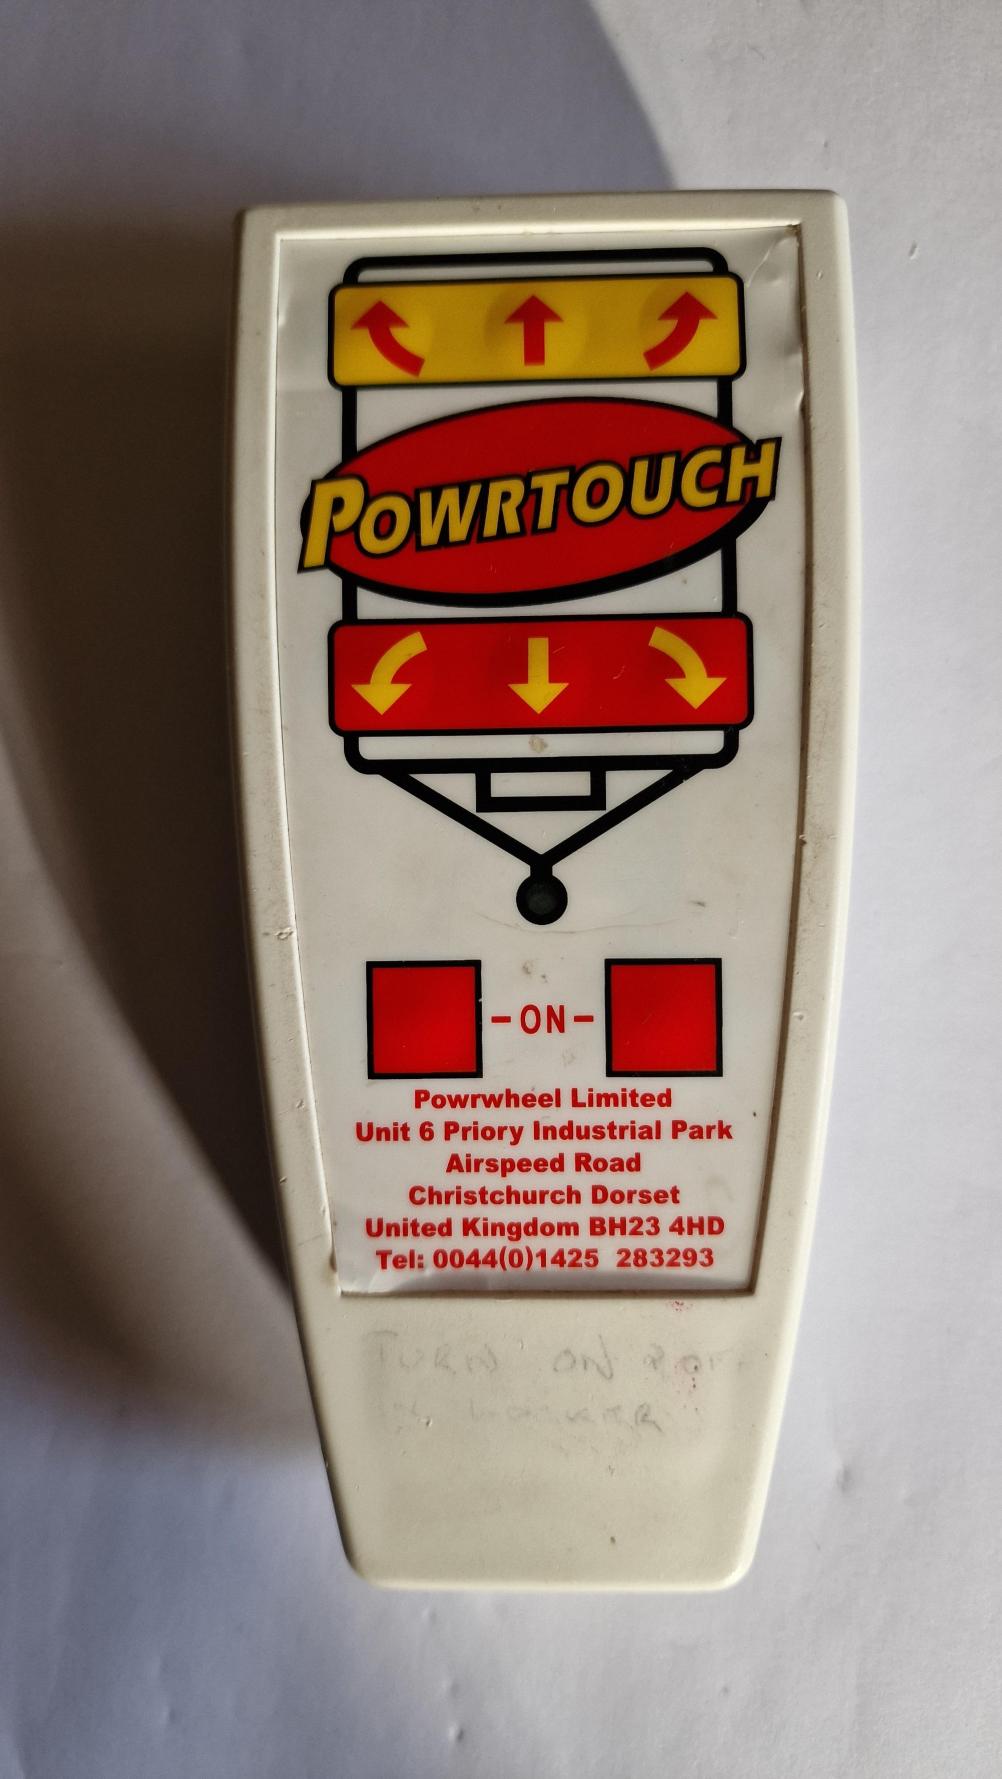 POWRTOUCH
-ON-
Powrwheel Limited
Unit 6 Priory Industrial Park
Airspeed Road
Christchurch Dorset
United Kingdom BH23 4HD
Tel: 0044(0)1425 283293
TURN ON